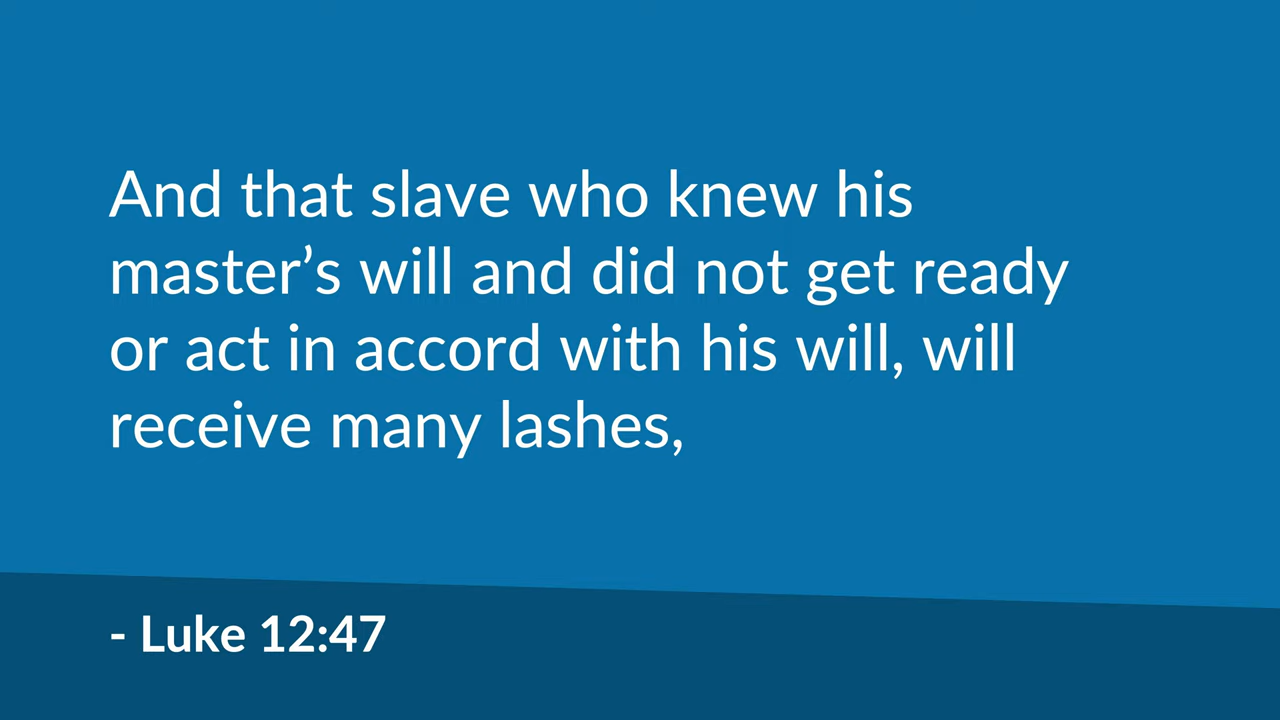 And that slave who knew his
master’s will and did not get ready
or act in accord with his will, will
receive many lashes,
- Luke 12:47